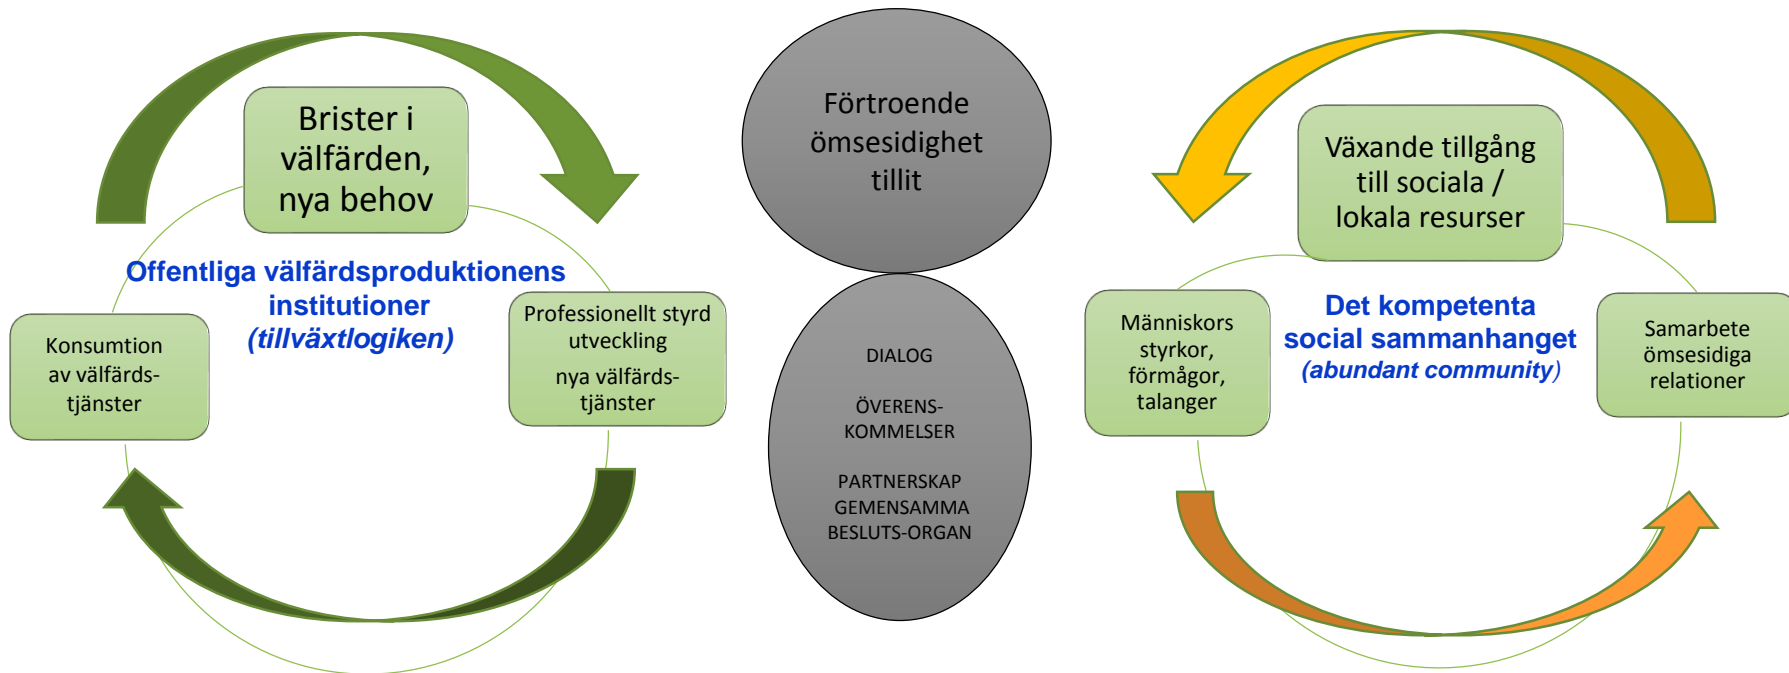 Brister i
välfärden,
nya behov
Offentliga välfärdsproduktionens
institutioner
(tillväxtlogiken)
Konsumtion
av välfärds-
tjänster
Professionellt styrd
utveckling
nya välfärds-
tjänster
Förtroende
ömsesidighet
tillit
DIALOG
ÖVERENS-
KOMMELSER
PARTNERSKAP
GEMENSAMMA
BESLUTS-ORGAN
Växande tillgång
till sociala /
lokala resurser
Det kompetenta
social sammanhanget
(abundant community)
Människors
styrkor,
förmågor,
talanger
Samarbete
ömsesidiga
relationer